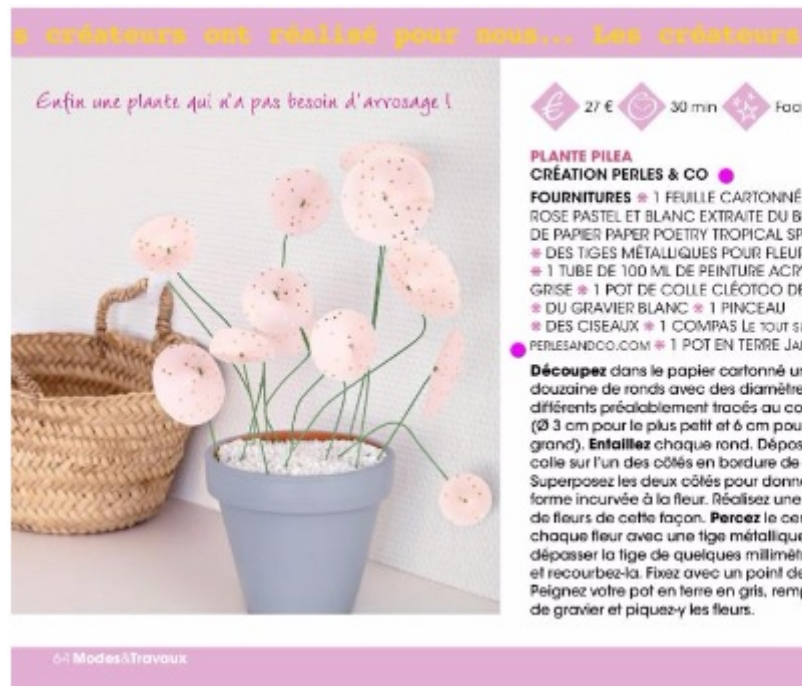 s créateurs ont réalisé pour nous... Les créateurs
Enfin une plante qui n'a pas besoin d'arrosage !
27 € 30 min
PLANTE PILEA
CRÉATION PERLES & CO
FOURNITURES * 1 FEUILLE CARTONNÉ
ROSE PASTEL ET BLANC EXTRAITE DU
DE PAPIER PAPER POETRY TROPICAL
* DES TIGES MÉTALLIQUES POUR FLEUR
* 1 TUBE DE 100 ML DE PEINTURE
GRISE * 1 POT DE COLLE CLÉOTOO
* DU GRAVIER BLANC * 1 PINCEAU
* DES CISEAUX * 1 COMPAS LE TOUT
PERLESANDCO.COM * 1 POT EN TERRE
Découpez dans le papier cartonné
douzaine de ronds avec des diamètre
différents préalablement tracés au
(Ø 3 cm pour le plus petit et 6 cm
grand). Entaillez chaque rond.
colle sur l'un des côtés en bordure de
Superposez les deux côtés pour
forme incurvée à la fleur. Réalisez une
de fleurs de cette façon. Percez le
chaque fleur avec une tige métallique
dépasser la tige de quelques
et recourbez-la. Fixez avec un point de
Peignez votre pot en terre en gris,
de gravier et piquez-y les fleurs.
64 Modes&Travaux